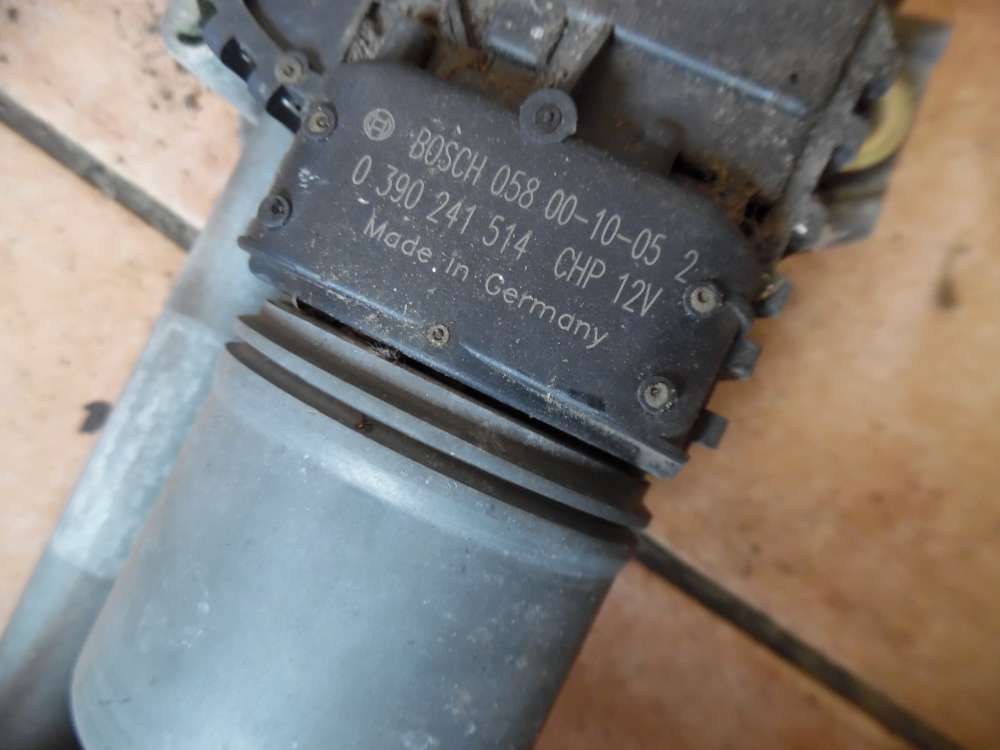 BOSCH 058 00-10-05 2
0 390 241 514 CHP 12V
Made in Germany